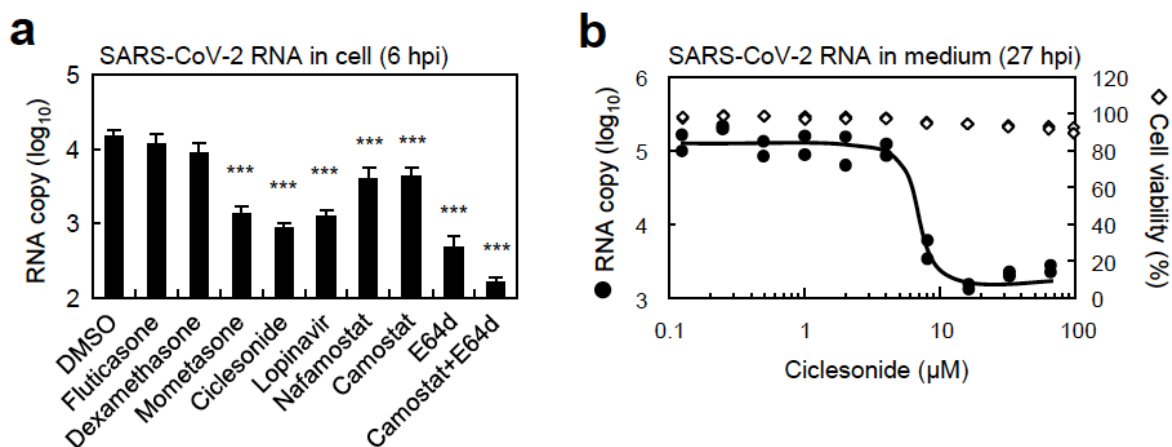 a
SARS-CoV-2 RNA in cell (6 hpi)
RNA copy (log10)
5
4
3
2
***
***
***
***
***
***
***
DMSO
Fluticasone
Dexamethasone
Mometasone
Ciclesonide
Lopinavir
Nafamostat
Camostat
E64d
Camostat+E64d
b
SARS-CoV-2 RNA in medium (27 hpi)
RNA copy (log10)
6
5
4
3
120
100
80
60
40
20
0
Cell viability (%)
0.1 1 10 100
Ciclesonide (µM)